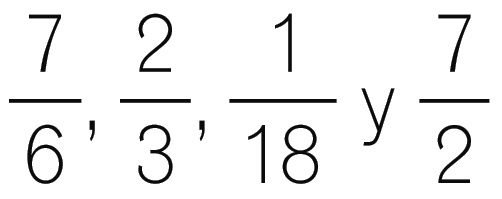 7/6, 2/3, 1/18 y 7/2